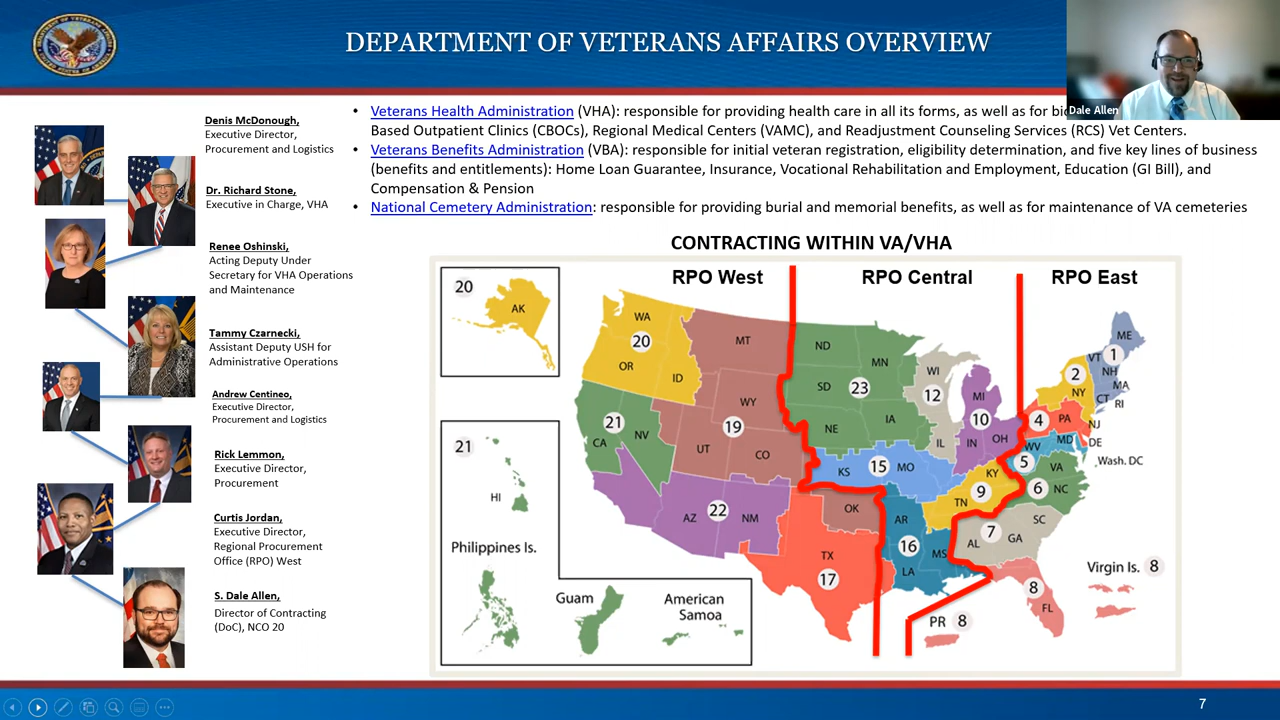 DEPARTMENT OF VETERANS AFFAIRS OVERVIEW
Dale Allen
Denis McDonough,
Executive Director,
Procurement and Logistics
Dr. Richard Stone,
Executive in Charge, VHA
Renee Oshinski,
Acting Deputy Under
Secretary for VHA Operations
and Maintenance
Tammy Czarnecki,
Assistant Deputy USH for
Administrative Operations
Andrew Centineo,
Executive Director,
Procurement and Logistics
Rick Lemmon,
Executive Director,
Procurement
Curtis Jordan,
Executive Director,
Regional Procurement
Office (RPO) West
S. Dale Allen,
Director of Contracting
(DoC), NCO 20
• Veterans Health Administration (VHA): responsible for providing health care in all its forms, as well as for
Based Outpatient Clinics (CBOCs), Regional Medical Centers (VAMC), and Readjustment Counseling Services (RCS) Vet Centers.
• Veterans Benefits Administration (VBA): responsible for initial veteran registration, eligibility determination, and five key lines of business
(benefits and entitlements): Home Loan Guarantee, Insurance, Vocational Rehabilitation and Employment, Education (GI Bill), and
Compensation & Pension
• National Cemetery Administration: responsible for providing burial and memorial benefits, as well as for maintenance of VA cemeteries
CONTRACTING WITHIN VA/VHA
RPO West
RPO Central
RPO East
20
AK
21
HI
Philippines Is.
Guam
American
Samoa
WA
20
OR
ID
MT
WY
19
UT
CO
21
CA
NV
22
AZ
NM
ND
MN
SD
23
NE
IA
WI
12
IL
MI
10
IN
OH
KS
15
MO
OK
TX
17
AR
16
MS
LA
KY
9
TN
ME
VT
1
NH
MA
CT
RI
2
NY
4
PA
NJ
DE
MD
WV
5
VA
Wash. DC
6
NC
SC
7
AL
GA
8
FL
Virgin Is. 8
PR 8
7